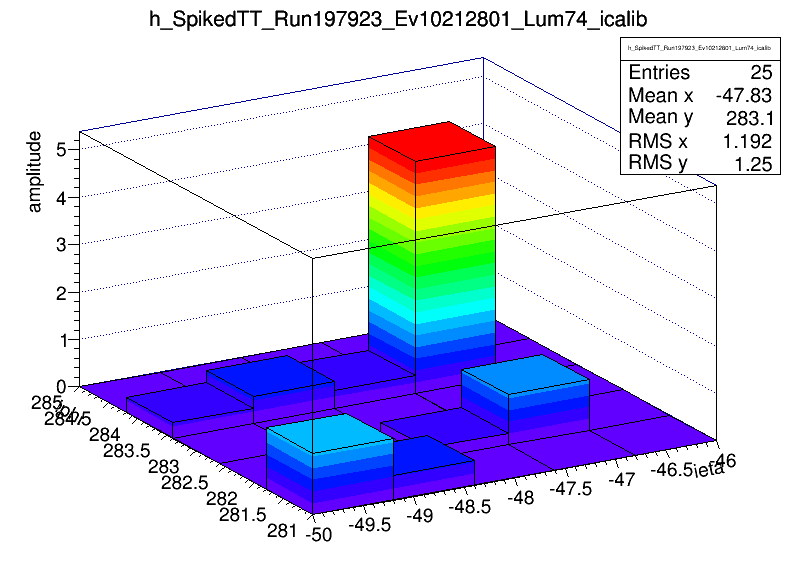 h_SpikedTT_Run197923_Ev10212801_Lum74_icalib
h_SpikedTT_Run197923_Ev10212801_Lum74_icalib
Entries 25
Mean x -47.83
Mean y 283.1
RMS x 1.192
RMS y 1.25
amplitude
5
4
3
2
1
0
285
284.5
284
283.5
283
282.5
282
281.5
281
-50
-49.5
-49
-48.5
-48
-47.5
-47
-46.5
-46
ieta